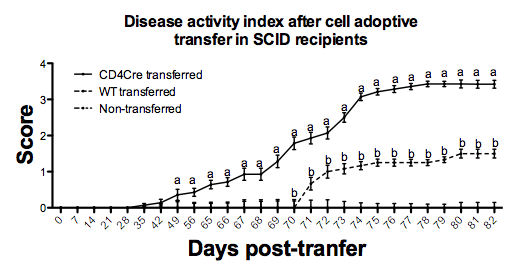 Disease activity index after cell adoptive
transfer in SCID recipients
4
3
2
1
0
Score
CD4Cre transferred
WT transferred
Non-transferred
a a a a a a a a a a a a a a a a a a
b b b b b b b b b b b b b
0 7 14 21 28 35 42 49 56 65 66 67 68 69 70 71 72 73 74 75 76 77 78 79 80 81 82
Days post-tranfer